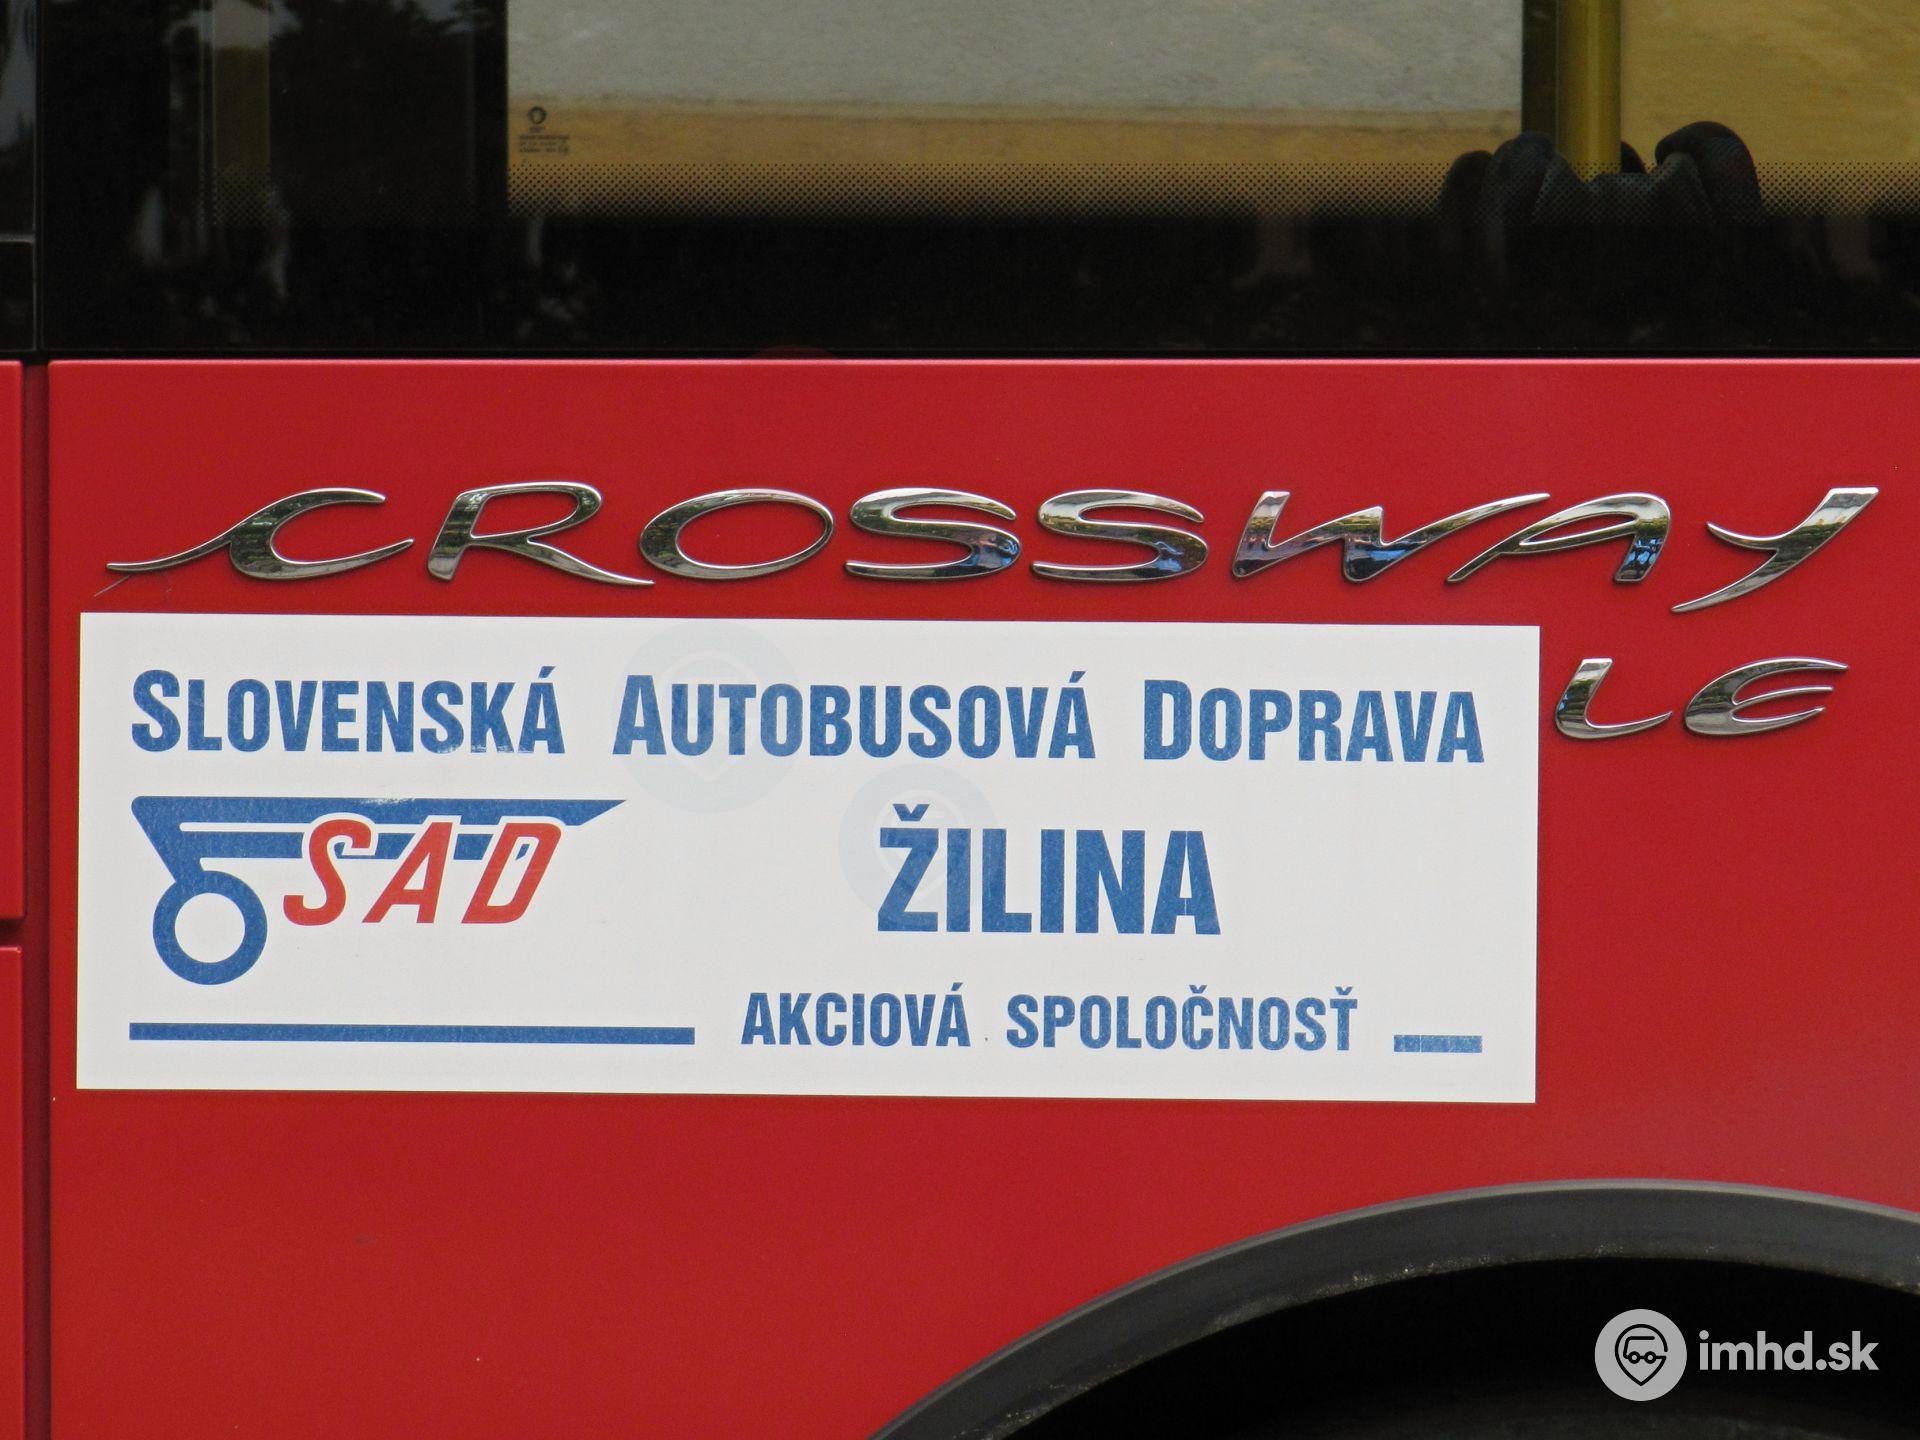 CROSSWAY
LE
SLOVENSKÁ AUTOBUSOVÁ DOPRAVA
SAD
ŽILINA
AKCIOVÁ SPOLOČNOSŤ
imhd.sk